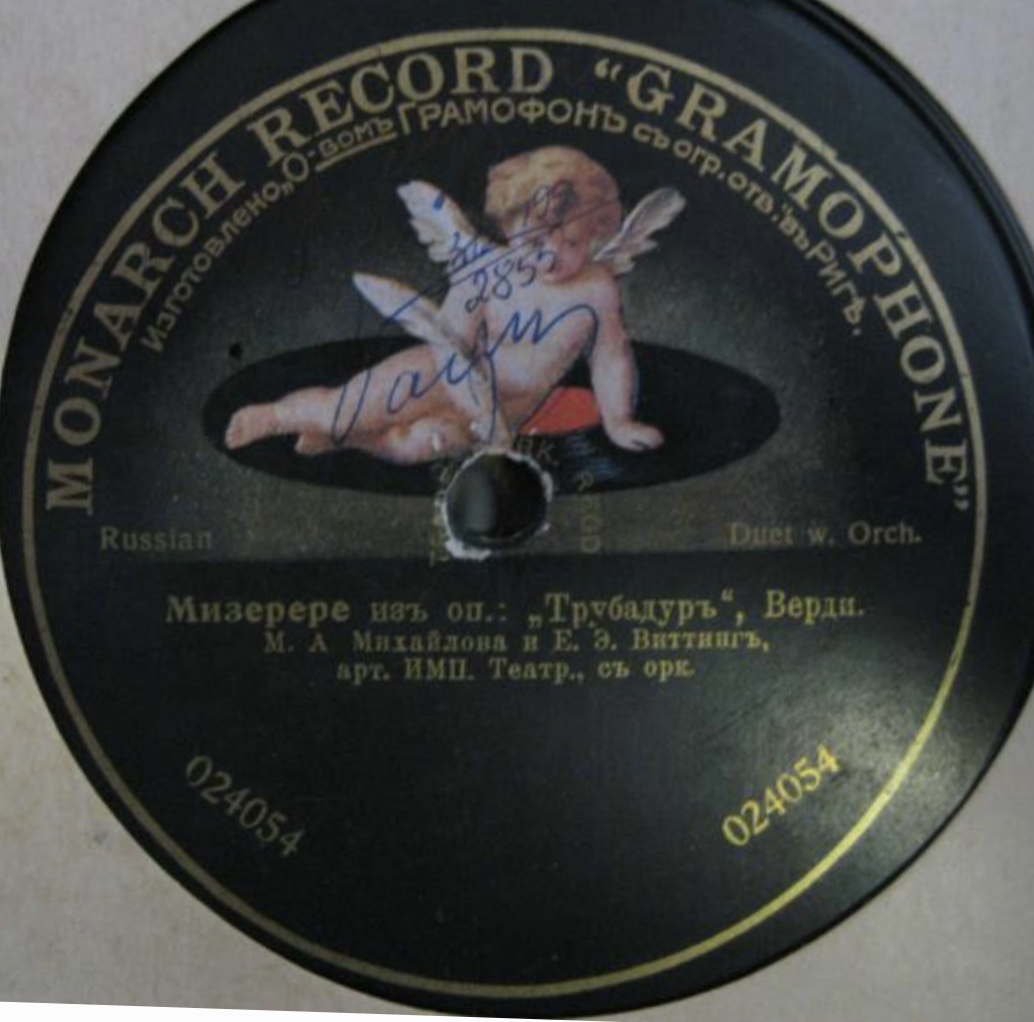 MONARCH RECORD “GRAMOPHONE”
Изготовлено „О-вомъ ГРАМОФОНЪ съ огр. отв.“ въ Ригѣ.
2855
Russian
Duet w. Orch.
Мизерере изъ оп.: „Трубадуръ“, Верди.
М. А Михайлова и Е. Э. Виттингъ,
арт. ИМП. Театр., съ орк.
024054
024054